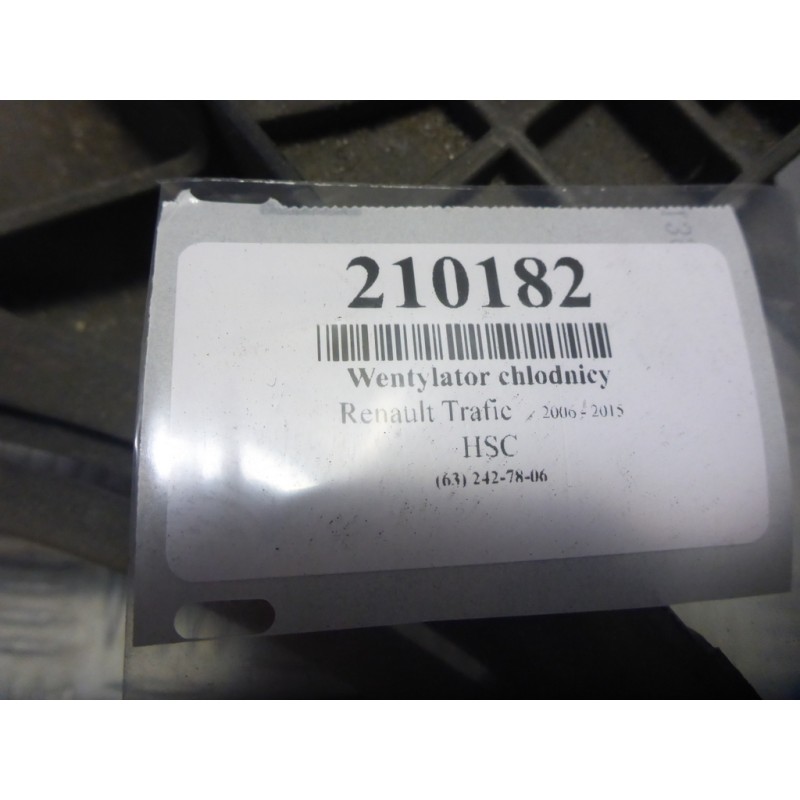 210182
Wentylator chlodnicy
Renault Trafic 2006 - 2015
HSC
(63) 242-78-06